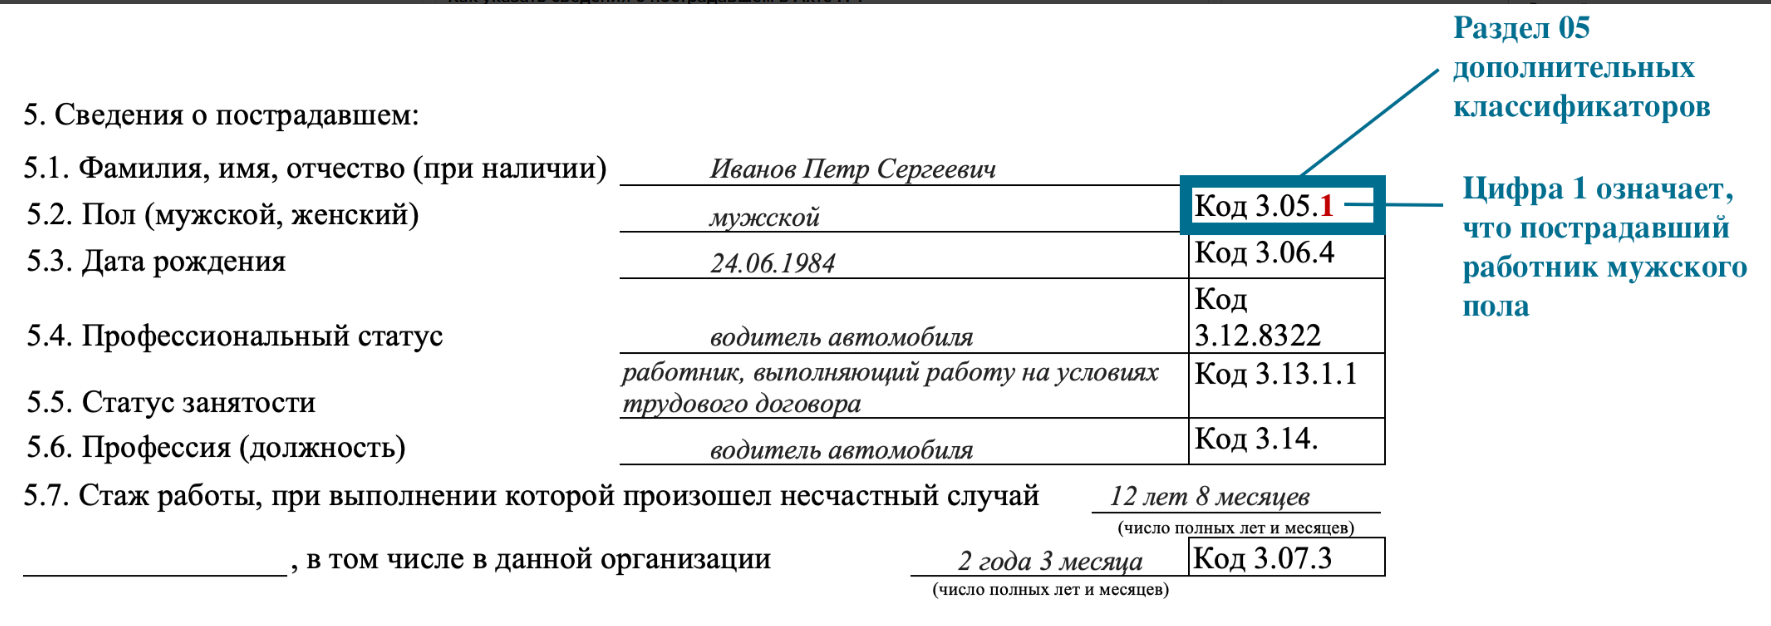 Раздел 05
дополнительных
классификаторов
5. Сведения о пострадавшем:
5.1. Фамилия, имя, отчество (при наличии) Иванов Петр Сергеевич
5.2. Пол (мужской, женский) мужской Код 3.05.1
Цифра 1 означает,
что пострадавший
работник мужского
пола
5.3. Дата рождения 24.06.1984 Код 3.06.4
5.4. Профессиональный статус водитель автомобиля Код
3.12.8322
5.5. Статус занятости работник, выполняющий работу на условиях
трудового договора Код 3.13.1.1
5.6. Профессия (должность) водитель автомобиля Код 3.14.
5.7. Стаж работы, при выполнении которой произошел несчастный случай 12 лет 8 месяцев
(число полных лет и месяцев)
, в том числе в данной организации 2 года 3 месяца Код 3.07.3
(число полных лет и месяцев)